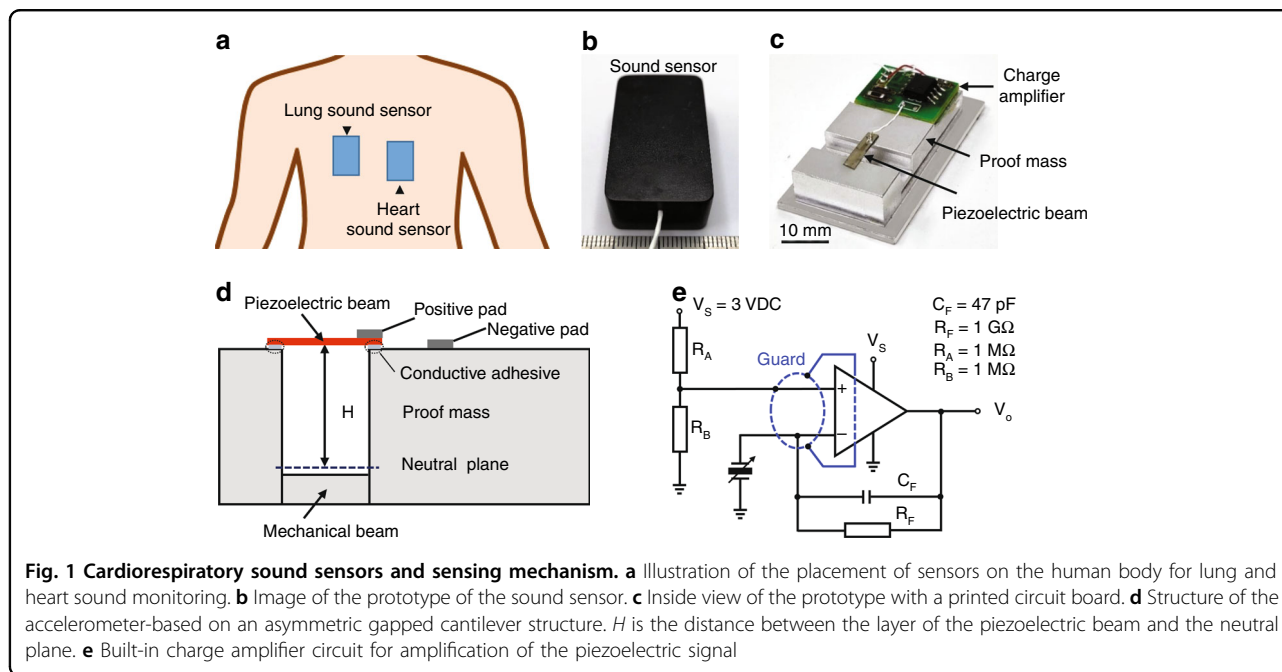 a
Lung sound sensor
Heart
sound sensor
b
Sound sensor
c
Charge
amplifier
Proof mass
Piezoelectric beam
10 mm
d
Piezoelectric beam
Positive pad
Negative pad
Conductive adhesive
H
Proof mass
Neutral plane
Mechanical beam
e
V_S = 3 VDC
C_F = 47 pF
R_F = 1 GΩ
R_A = 1 MΩ
R_B = 1 MΩ
R_A
Guard
V_S
+
R_B
−
V_o
C_F
R_F
Fig. 1 Cardiorespiratory sound sensors and sensing mechanism. a Illustration of the placement of sensors on the human body for lung and
heart sound monitoring. b Image of the prototype of the sound sensor. c Inside view of the prototype with a printed circuit board. d Structure of the
accelerometer-based on an asymmetric gapped cantilever structure. H is the distance between the layer of the piezoelectric beam and the neutral
plane. e Built-in charge amplifier circuit for amplification of the piezoelectric signal